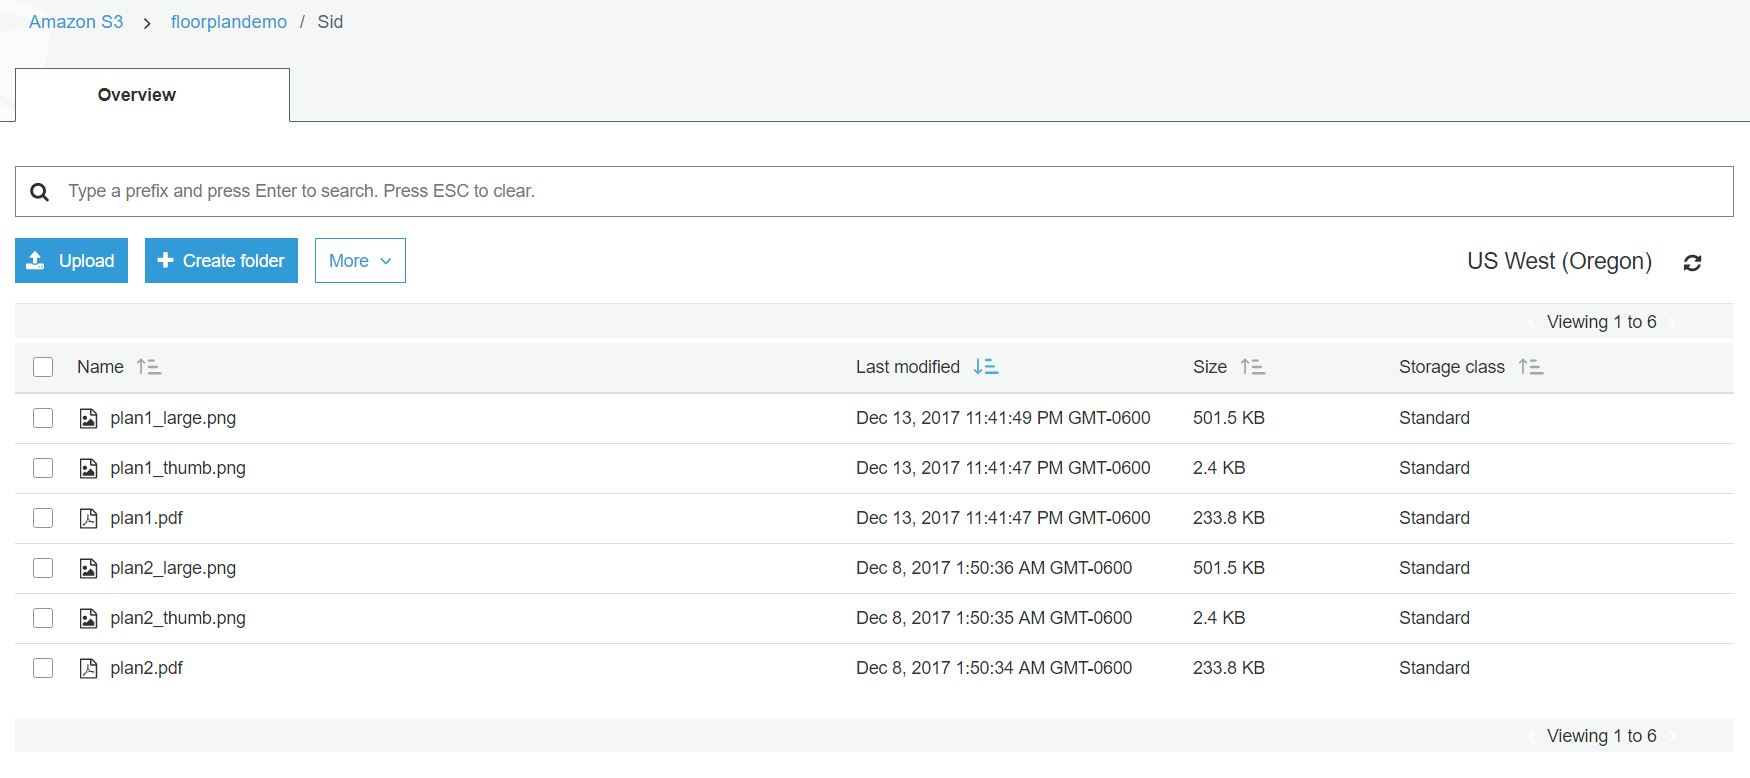 Amazon S3 > floorplandemo / Sid
Overview
Type a prefix and press Enter to search. Press ESC to clear.
Upload + Create folder More US West (Oregon)
Viewing 1 to 6
Name Last modified Size Storage class
plan1_large.png Dec 13, 2017 11:41:49 PM GMT-0600 501.5 KB Standard
plan1_thumb.png Dec 13, 2017 11:41:47 PM GMT-0600 2.4 KB Standard
plan1.pdf Dec 13, 2017 11:41:47 PM GMT-0600 233.8 KB Standard
plan2_large.png Dec 8, 2017 1:50:36 AM GMT-0600 501.5 KB Standard
plan2_thumb.png Dec 8, 2017 1:50:35 AM GMT-0600 2.4 KB Standard
plan2.pdf Dec 8, 2017 1:50:34 AM GMT-0600 233.8 KB Standard
Viewing 1 to 6